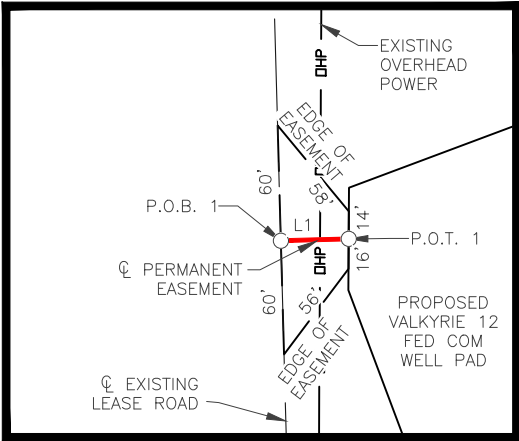 EXISTING
OVERHEAD
POWER
OHP
EDGE OF
EASEMENT
60'
58'
P.O.B. 1
L1
14'
P.O.T. 1
16'
OHP
℄ PERMANENT
EASEMENT
60'
56'
EDGE OF
EASEMENT
PROPOSED
VALKYRIE 12
FED COM
WELL PAD
℄ EXISTING
LEASE ROAD